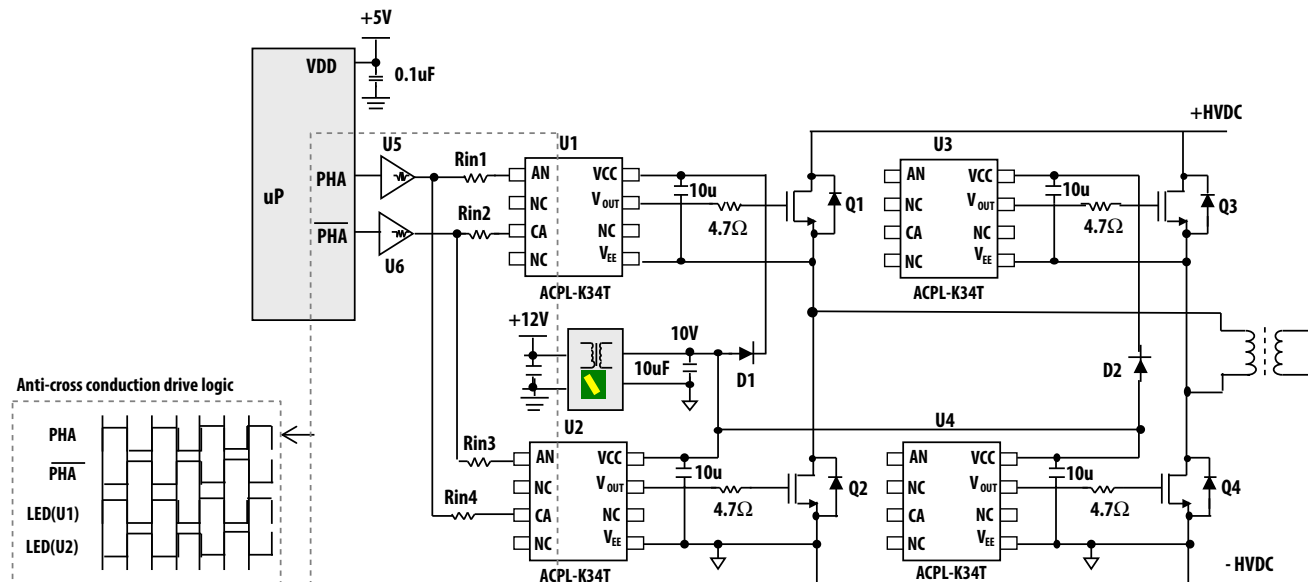 +5V
VDD
0.1uF
+HVDC
U5
Rin1
U1
U3
AN
VCC
AN
VCC
uP
PHA
10u
10u
NC
VOUT
Q1
NC
VOUT
Q3
Rin2
PHA
CA
NC
4.7Ω
CA
NC
4.7Ω
U6
NC
VEE
NC
VEE
ACPL-K34T
ACPL-K34T
+12V
10V
10uF
D1
D2
Anti-cross conduction drive logic
U2
U4
PHA
Rin3
AN
VCC
AN
VCC
PHA
10u
10u
NC
VOUT
Q2
NC
VOUT
Q4
Rin4
LED(U1)
CA
NC
4.7Ω
CA
NC
4.7Ω
LED(U2)
NC
VEE
NC
VEE
- HVDC
ACPL-K34T
ACPL-K34T